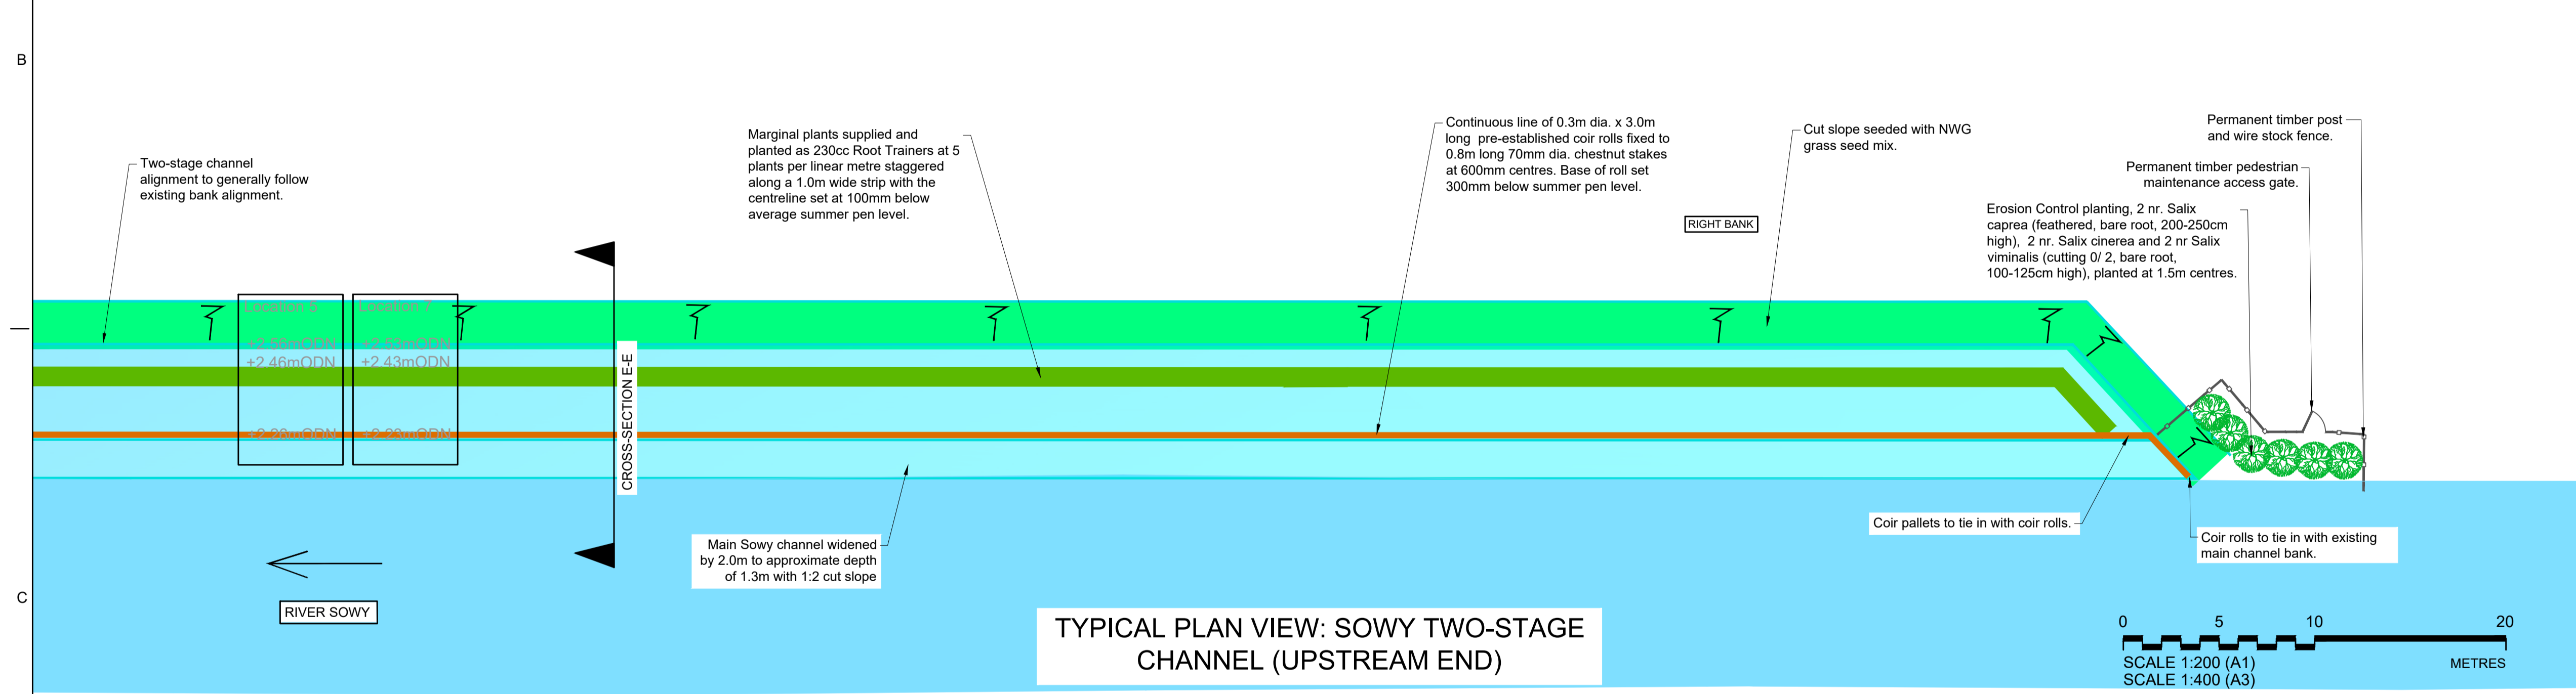 B
Two-stage channel
alignment to generally follow
existing bank alignment.
Marginal plants supplied and
planted as 230cc Root Trainers at 5
plants per linear metre staggered
along a 1.0m wide strip with the
centreline set at 100mm below
average summer pen level.
Continuous line of 0.3m dia. x 3.0m
long pre-established coir rolls fixed to
0.8m long 70mm dia. chestnut stakes
at 600mm centres. Base of roll set
300mm below summer pen level.
RIGHT BANK
Cut slope seeded with NWG
grass seed mix.
Permanent timber post
and wire stock fence.
Permanent timber pedestrian
maintenance access gate.
Erosion Control planting, 2 nr. Salix
caprea (feathered, bare root, 200-250cm
high), 2 nr. Salix cinerea and 2 nr Salix
viminalis (cutting 0/ 2, bare root,
100-125cm high), planted at 1.5m centres.
Location 5
+2.56mODN
+2.46mODN
+2.26mODN
Location 7
+2.53mODN
+2.43mODN
+2.23mODN
CROSS-SECTION E-E
Main Sowy channel widened
by 2.0m to approximate depth
of 1.3m with 1:2 cut slope
Coir pallets to tie in with coir rolls.
Coir rolls to tie in with existing
main channel bank.
C
RIVER SOWY
TYPICAL PLAN VIEW: SOWY TWO-STAGE
CHANNEL (UPSTREAM END)
0 5 10 20
SCALE 1:200 (A1) METRES
SCALE 1:400 (A3)